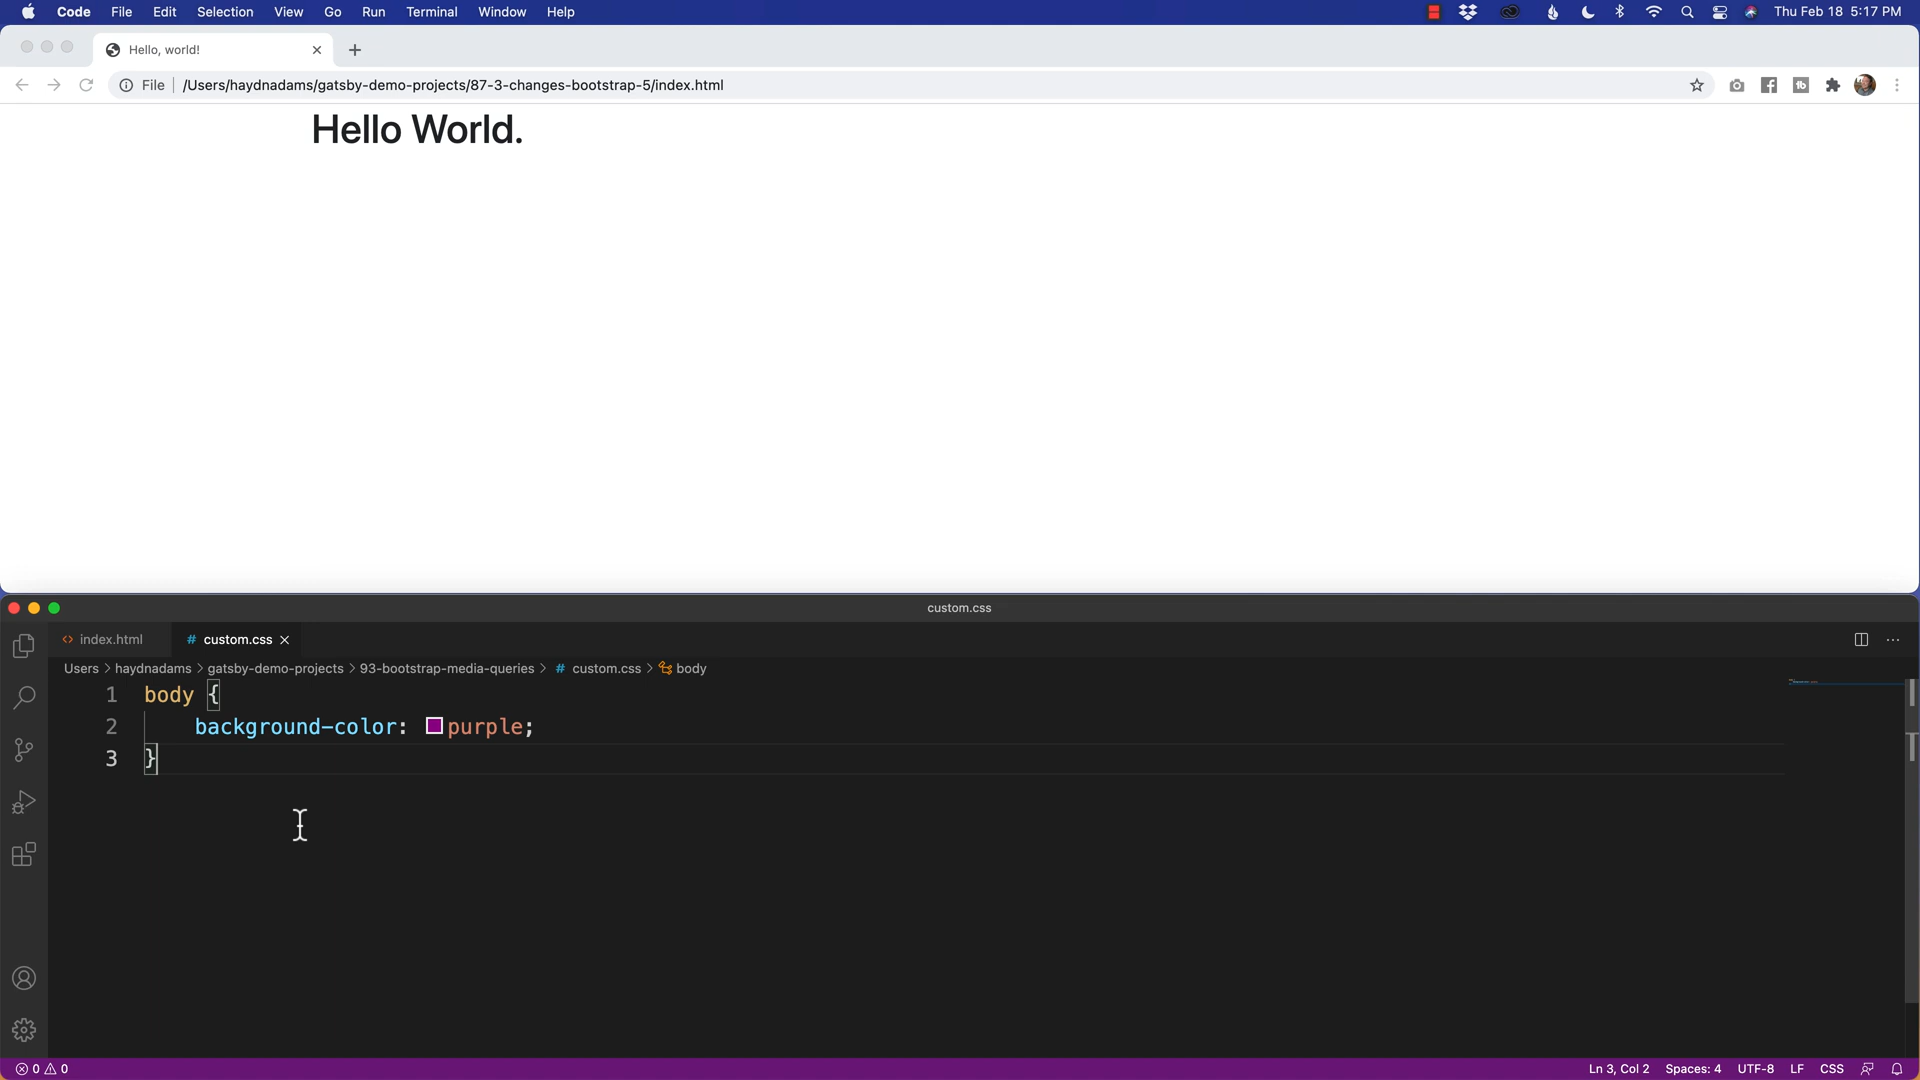 Code File Edit Selection View Go Run Terminal Window Help Thu Feb 18 5:17 PM
Hello, world!
File /Users/haydnadams/gatsby-demo-projects/87-3-changes-bootstrap-5/index.html
Hello World.
custom.css
<> index.html # custom.css
Users > haydnadams > gatsby-demo-projects > 93-bootstrap-media-queries > # custom.css > body
1 body {
2 background-color: purple;
3 }
0 0 Ln 3, Col 2 Spaces: 4 UTF-8 LF CSS